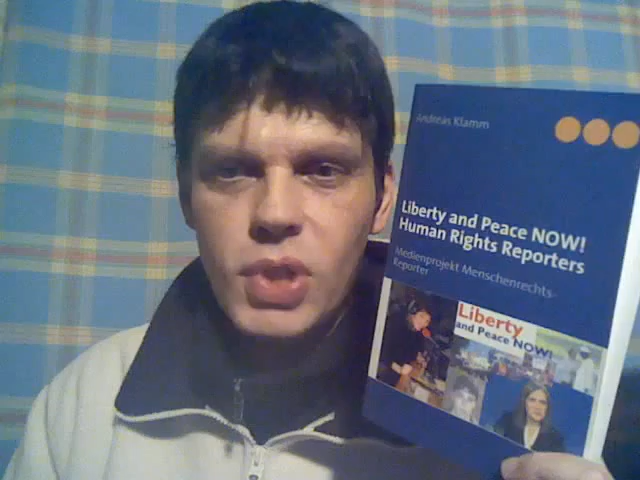 Andreas Klamm
Liberty and Peace NOW!
Human Rights Reporters
Medienprojekt Menschenrechts-
Reporter
Liberty
and Peace NOW!